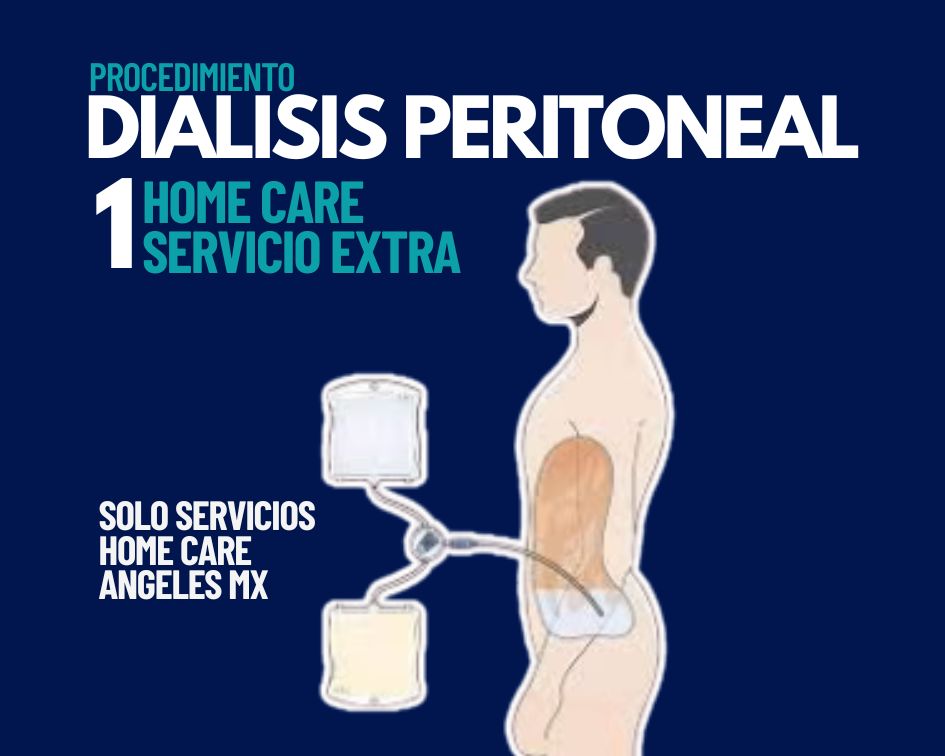 PROCEDIMIENTO
DIALISIS PERITONEAL
1 HOME CARE
SERVICIO EXTRA
SOLO SERVICIOS
HOME CARE
ANGELES MX